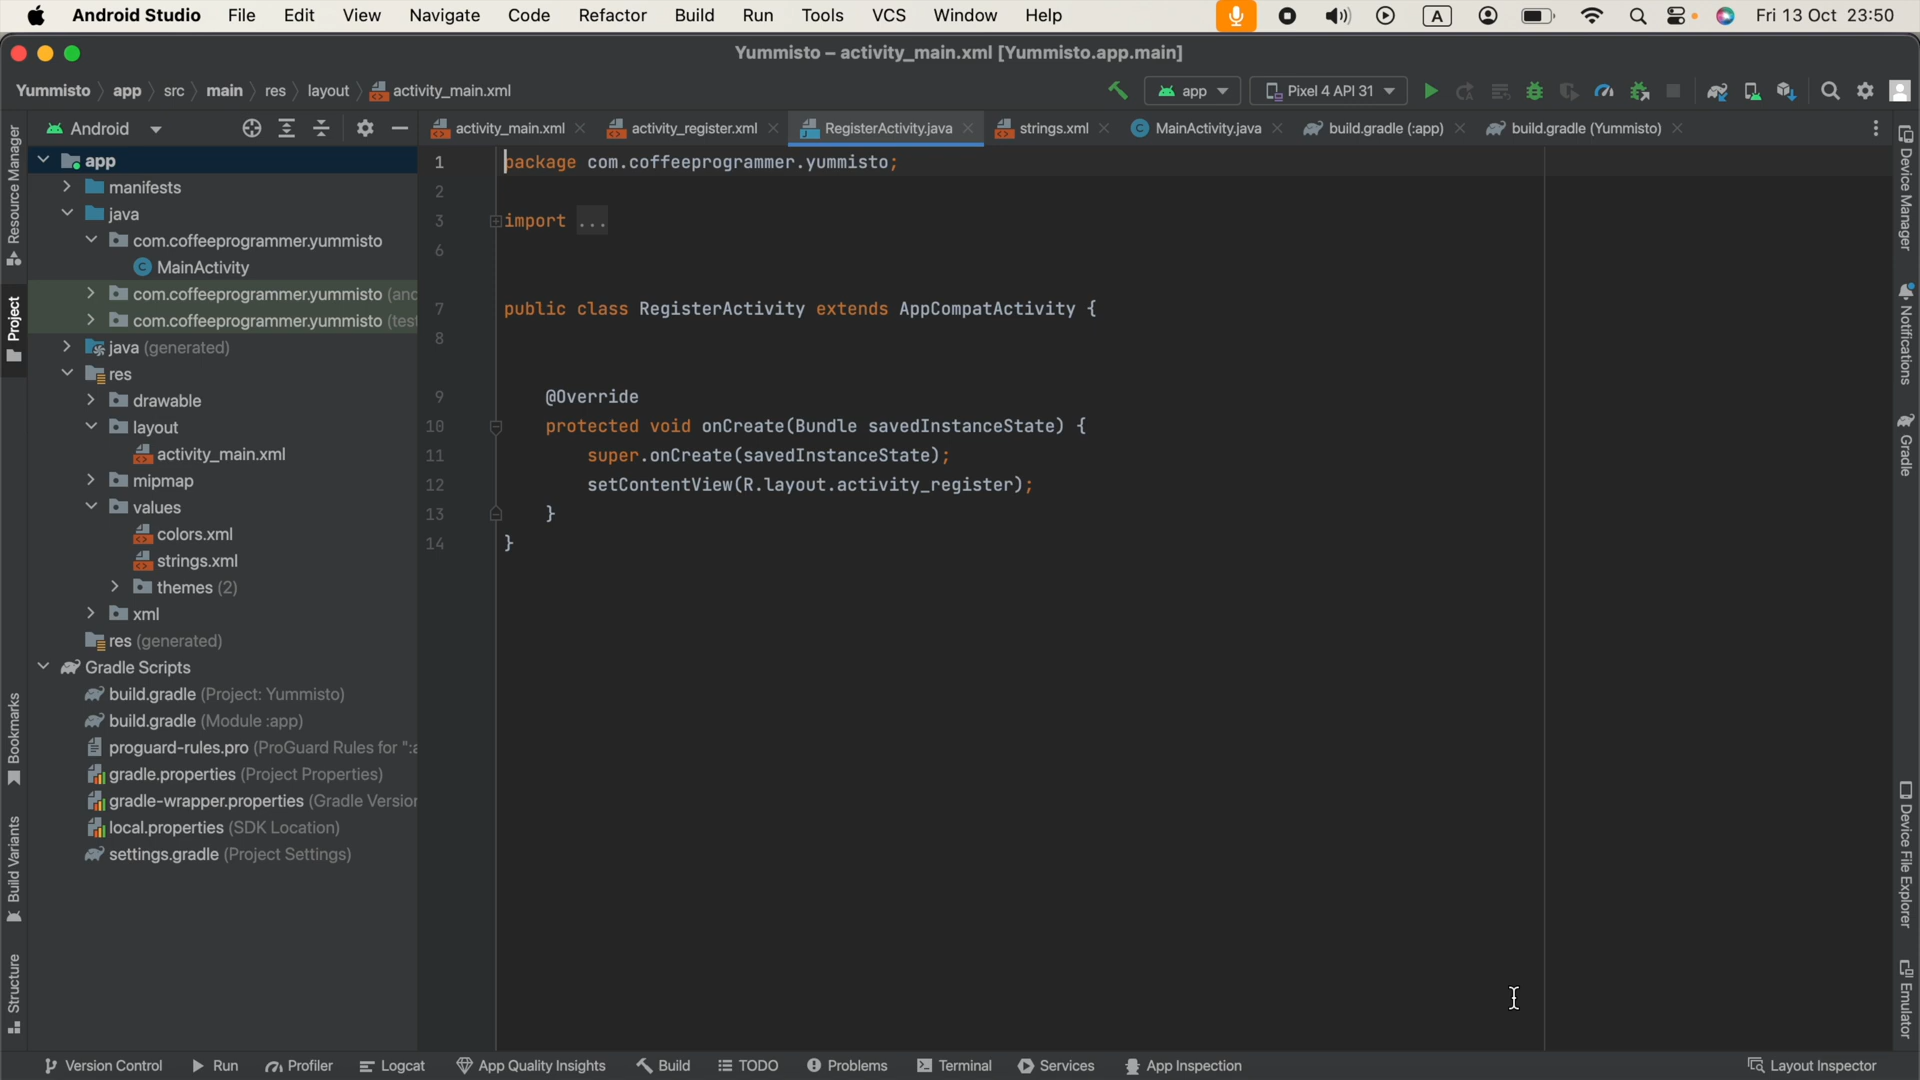 Android Studio File Edit View Navigate Code Refactor Build Run Tools VCS Window Help A Fri 13 Oct 23:50
Yummisto – activity_main.xml [Yummisto.app.main]
Yummisto app src main res layout activity_main.xml app Pixel 4 API 31
Android
activity_main.xml activity_register.xml RegisterActivity.java strings.xml MainActivity.java build.gradle (:app) build.gradle (Yummisto)
Resource Manager
Project
Bookmarks
Build Variants
Structure
app
manifests
java
com.coffeeprogrammer.yummisto
MainActivity
com.coffeeprogrammer.yummisto (and
com.coffeeprogrammer.yummisto (test
java (generated)
res
drawable
layout
activity_main.xml
mipmap
values
colors.xml
strings.xml
themes (2)
xml
res (generated)
Gradle Scripts
build.gradle (Project: Yummisto)
build.gradle (Module :app)
proguard-rules.pro (ProGuard Rules for ":a
gradle.properties (Project Properties)
gradle-wrapper.properties (Gradle Version
local.properties (SDK Location)
settings.gradle (Project Settings)
1 package com.coffeeprogrammer.yummisto;
2
3 import ...
6
7 public class RegisterActivity extends AppCompatActivity {
8
9 @Override
10 protected void onCreate(Bundle savedInstanceState) {
11 super.onCreate(savedInstanceState);
12 setContentView(R.layout.activity_register);
13 }
14 }
Device Manager
Notifications
Gradle
Device File Explorer
Emulator
Version Control Run Profiler Logcat App Quality Insights Build TODO Problems Terminal Services App Inspection Layout Inspector